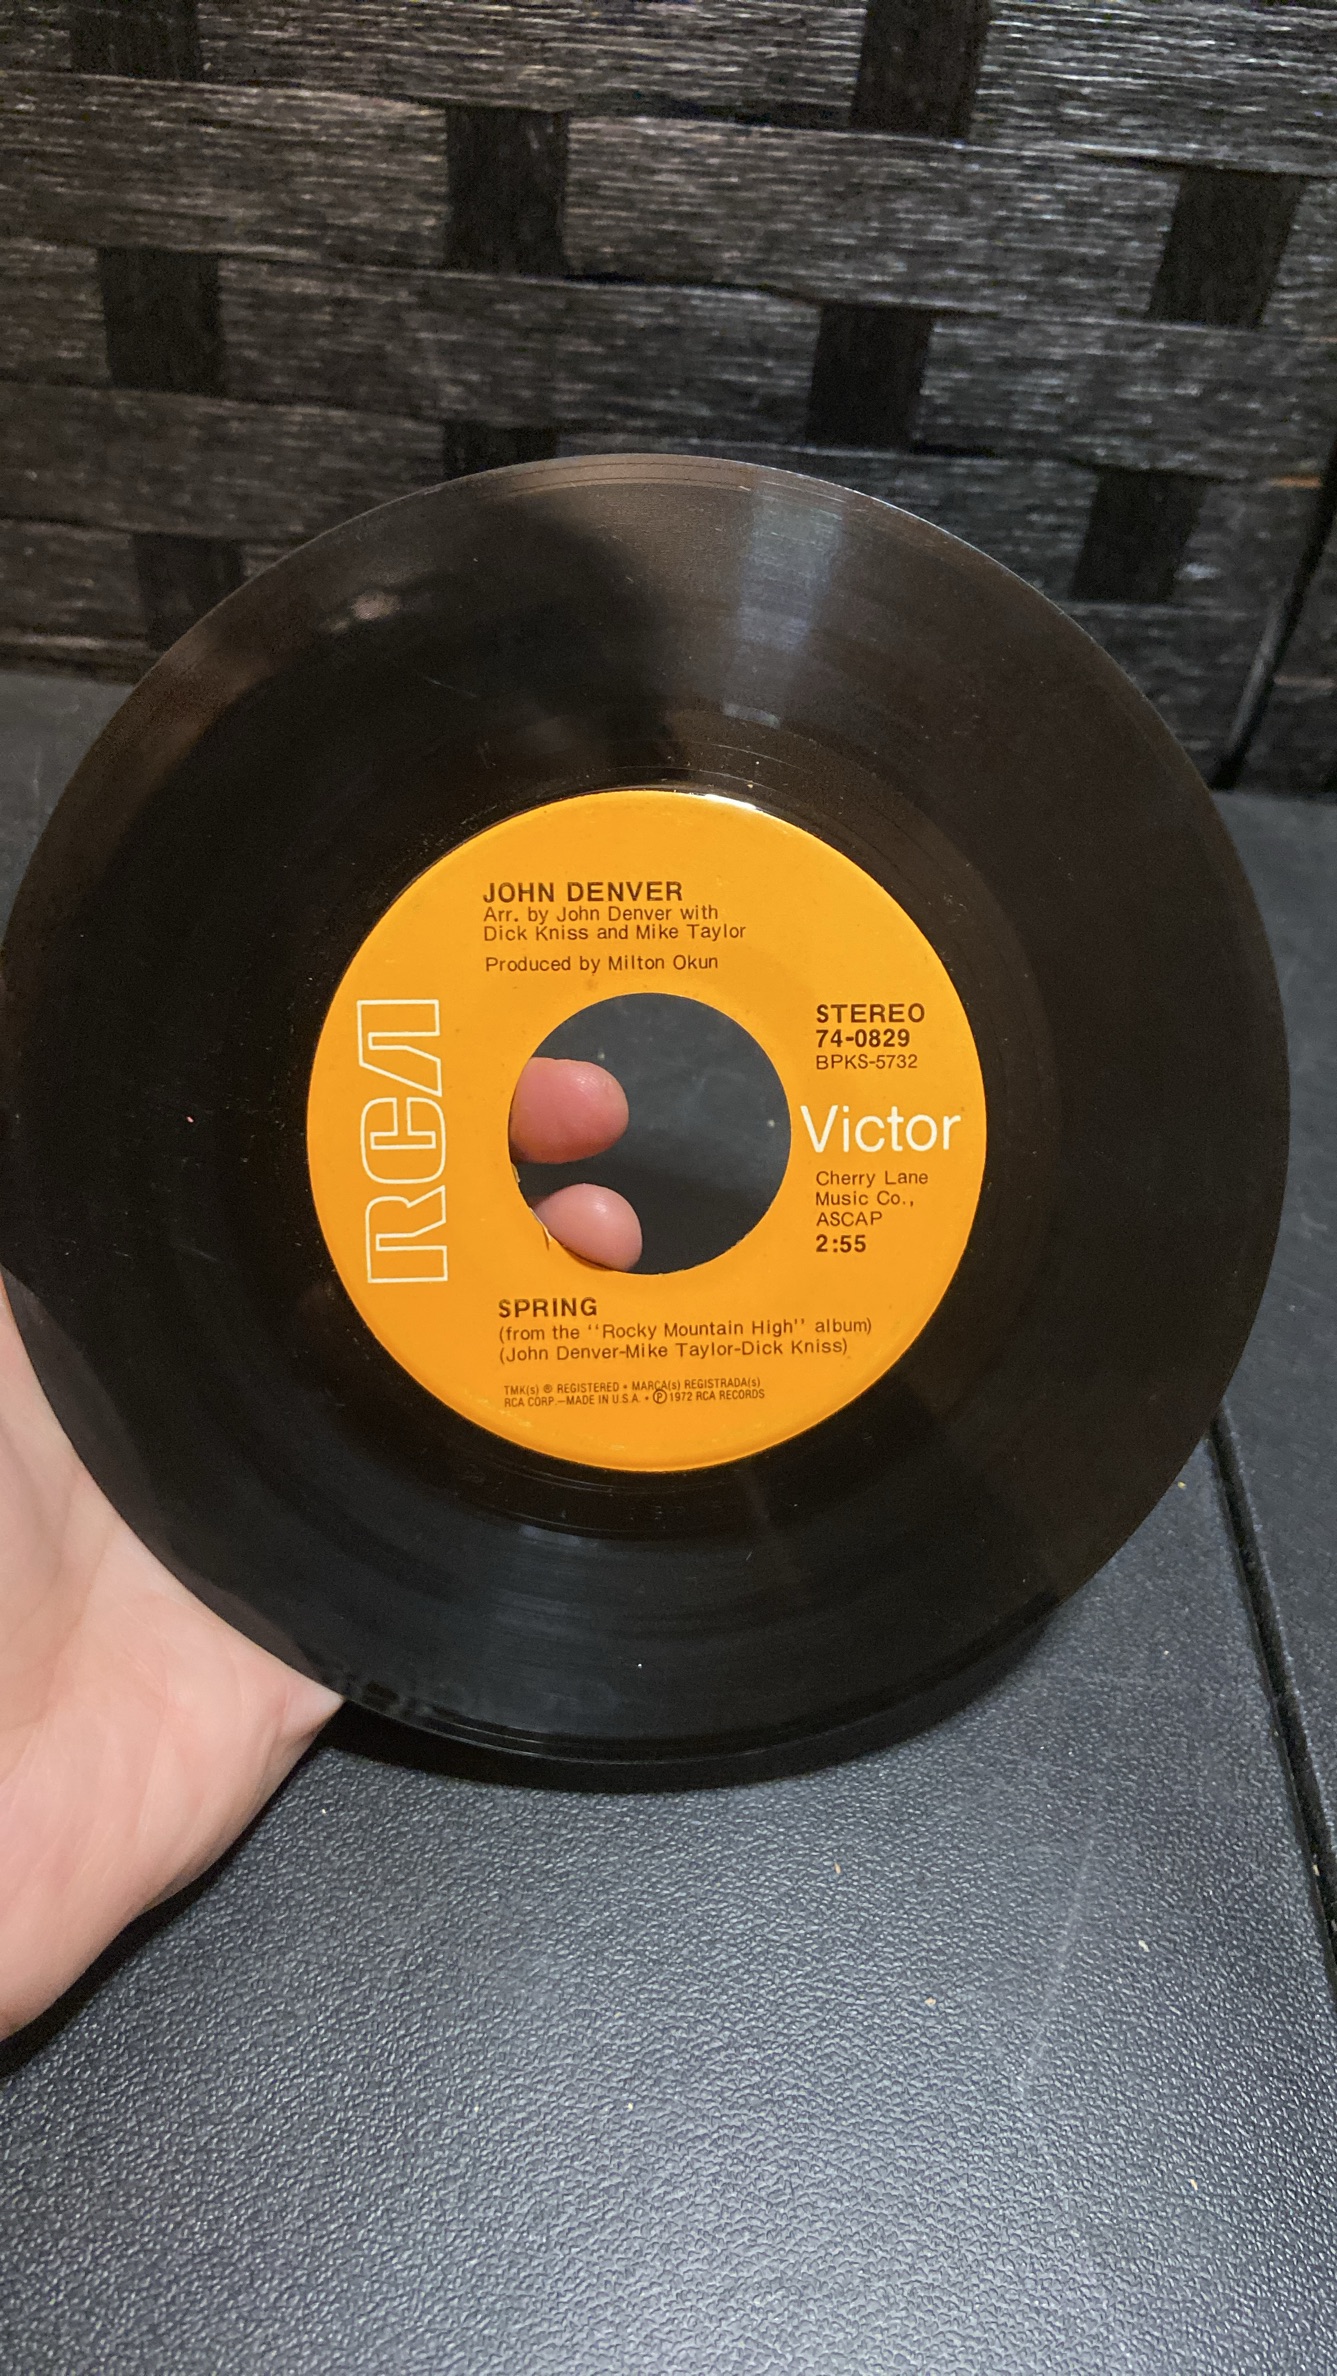 JOHN DENVER
Arr. by John Denver with
Dick Kniss and Mike Taylor
Produced by Milton Okun
RCA
STEREO
74-0829
BPKS-5732
Victor
Cherry Lane
Music Co.,
ASCAP
2:55
SPRING
(from the "Rocky Mountain High" album)
(John Denver-Mike Taylor-Dick Kniss)
TMK(s) ® REGISTERED • MARCA(s) REGISTRADA(s)
RCA CORP.—MADE IN U.S.A. • ℗ 1972 RCA RECORDS